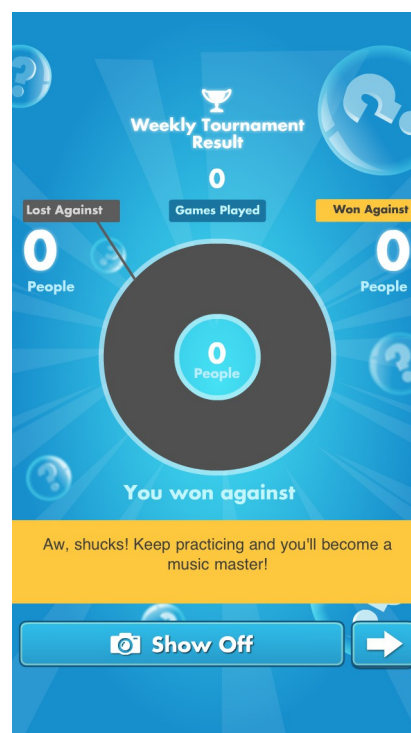 Weekly Tournament
Result
0
Games Played
Lost Against
0
People
Won Against
0
People
0
People
You won against
Aw, shucks! Keep practicing and you'll become a
music master!
Show Off